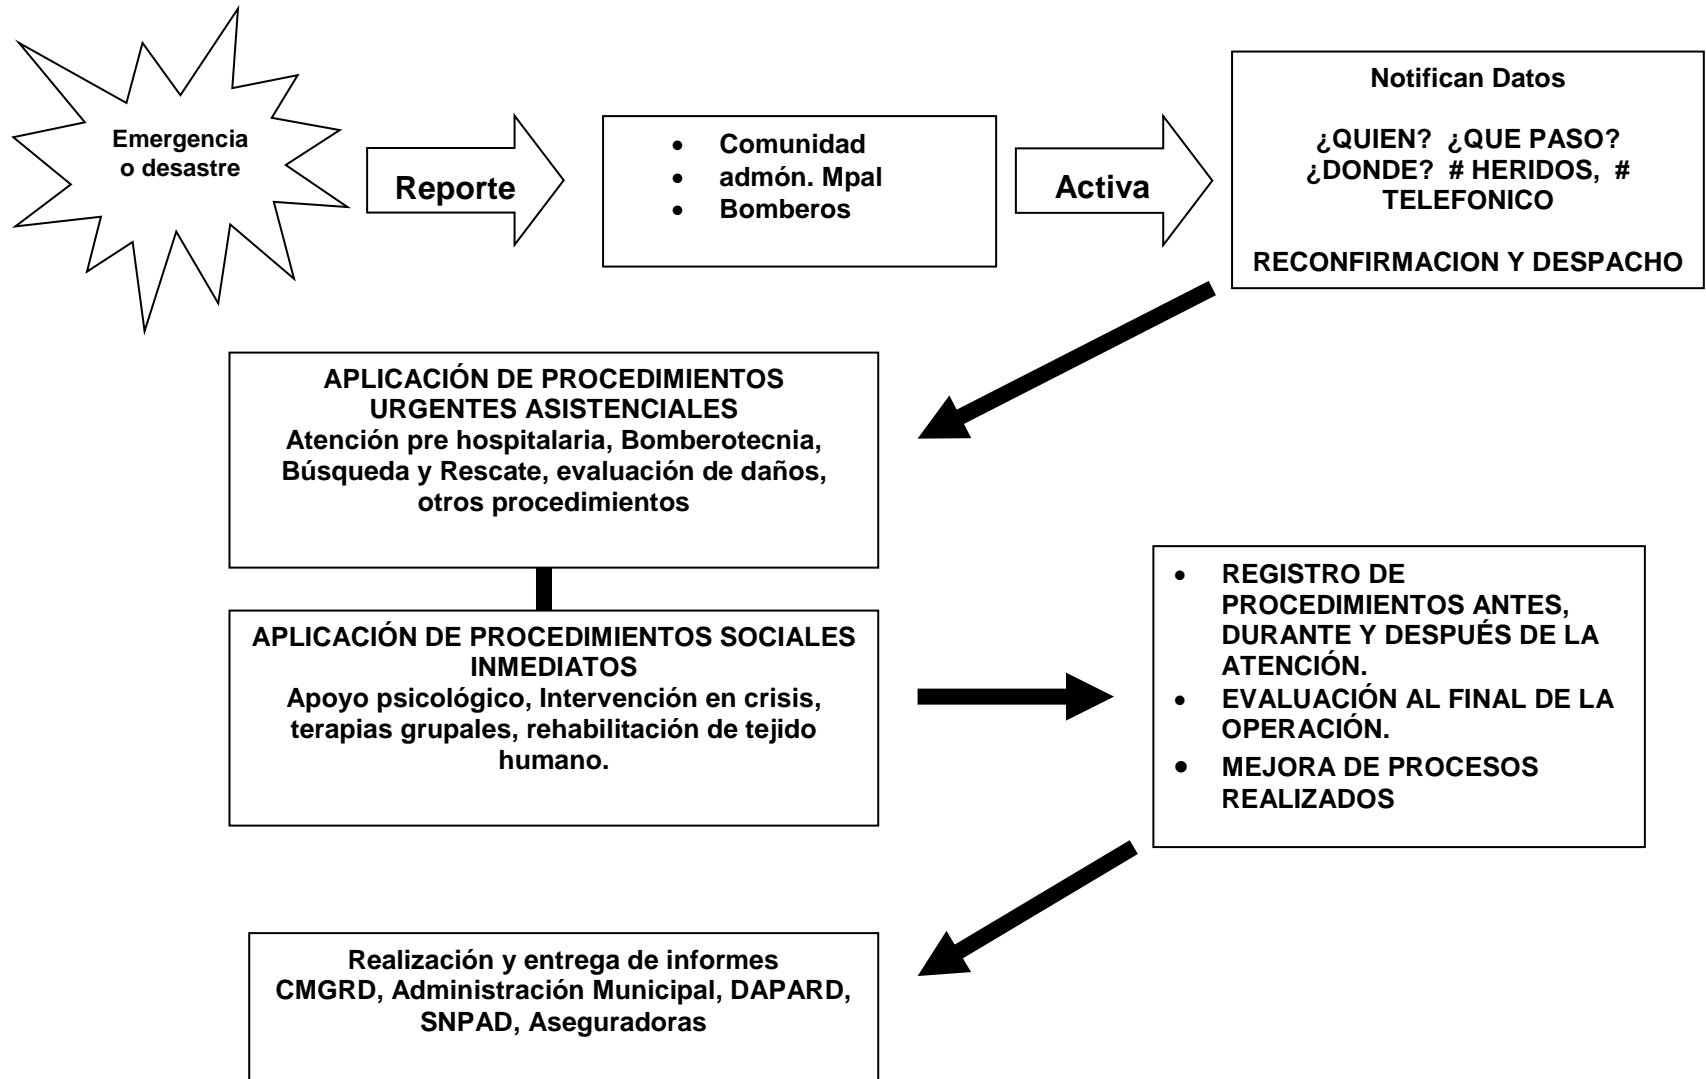 Emergencia
o desastre
Reporte
• Comunidad
• admón. Mpal
• Bomberos
Activa
Notifican Datos
¿QUIEN? ¿QUE PASO?
¿DONDE? # HERIDOS, #
TELEFONICO
RECONFIRMACION Y DESPACHO
APLICACIÓN DE PROCEDIMIENTOS
URGENTES ASISTENCIALES
Atención pre hospitalaria, Bomberotecnia,
Búsqueda y Rescate, evaluación de daños,
otros procedimientos
APLICACIÓN DE PROCEDIMIENTOS SOCIALES
INMEDIATOS
Apoyo psicológico, Intervención en crisis,
terapias grupales, rehabilitación de tejido
humano.
• REGISTRO DE
PROCEDIMIENTOS ANTES,
DURANTE Y DESPUÉS DE LA
ATENCIÓN.
• EVALUACIÓN AL FINAL DE LA
OPERACIÓN.
• MEJORA DE PROCESOS
REALIZADOS
Realización y entrega de informes
CMGRD, Administración Municipal, DAPARD,
SNPAD, Aseguradoras